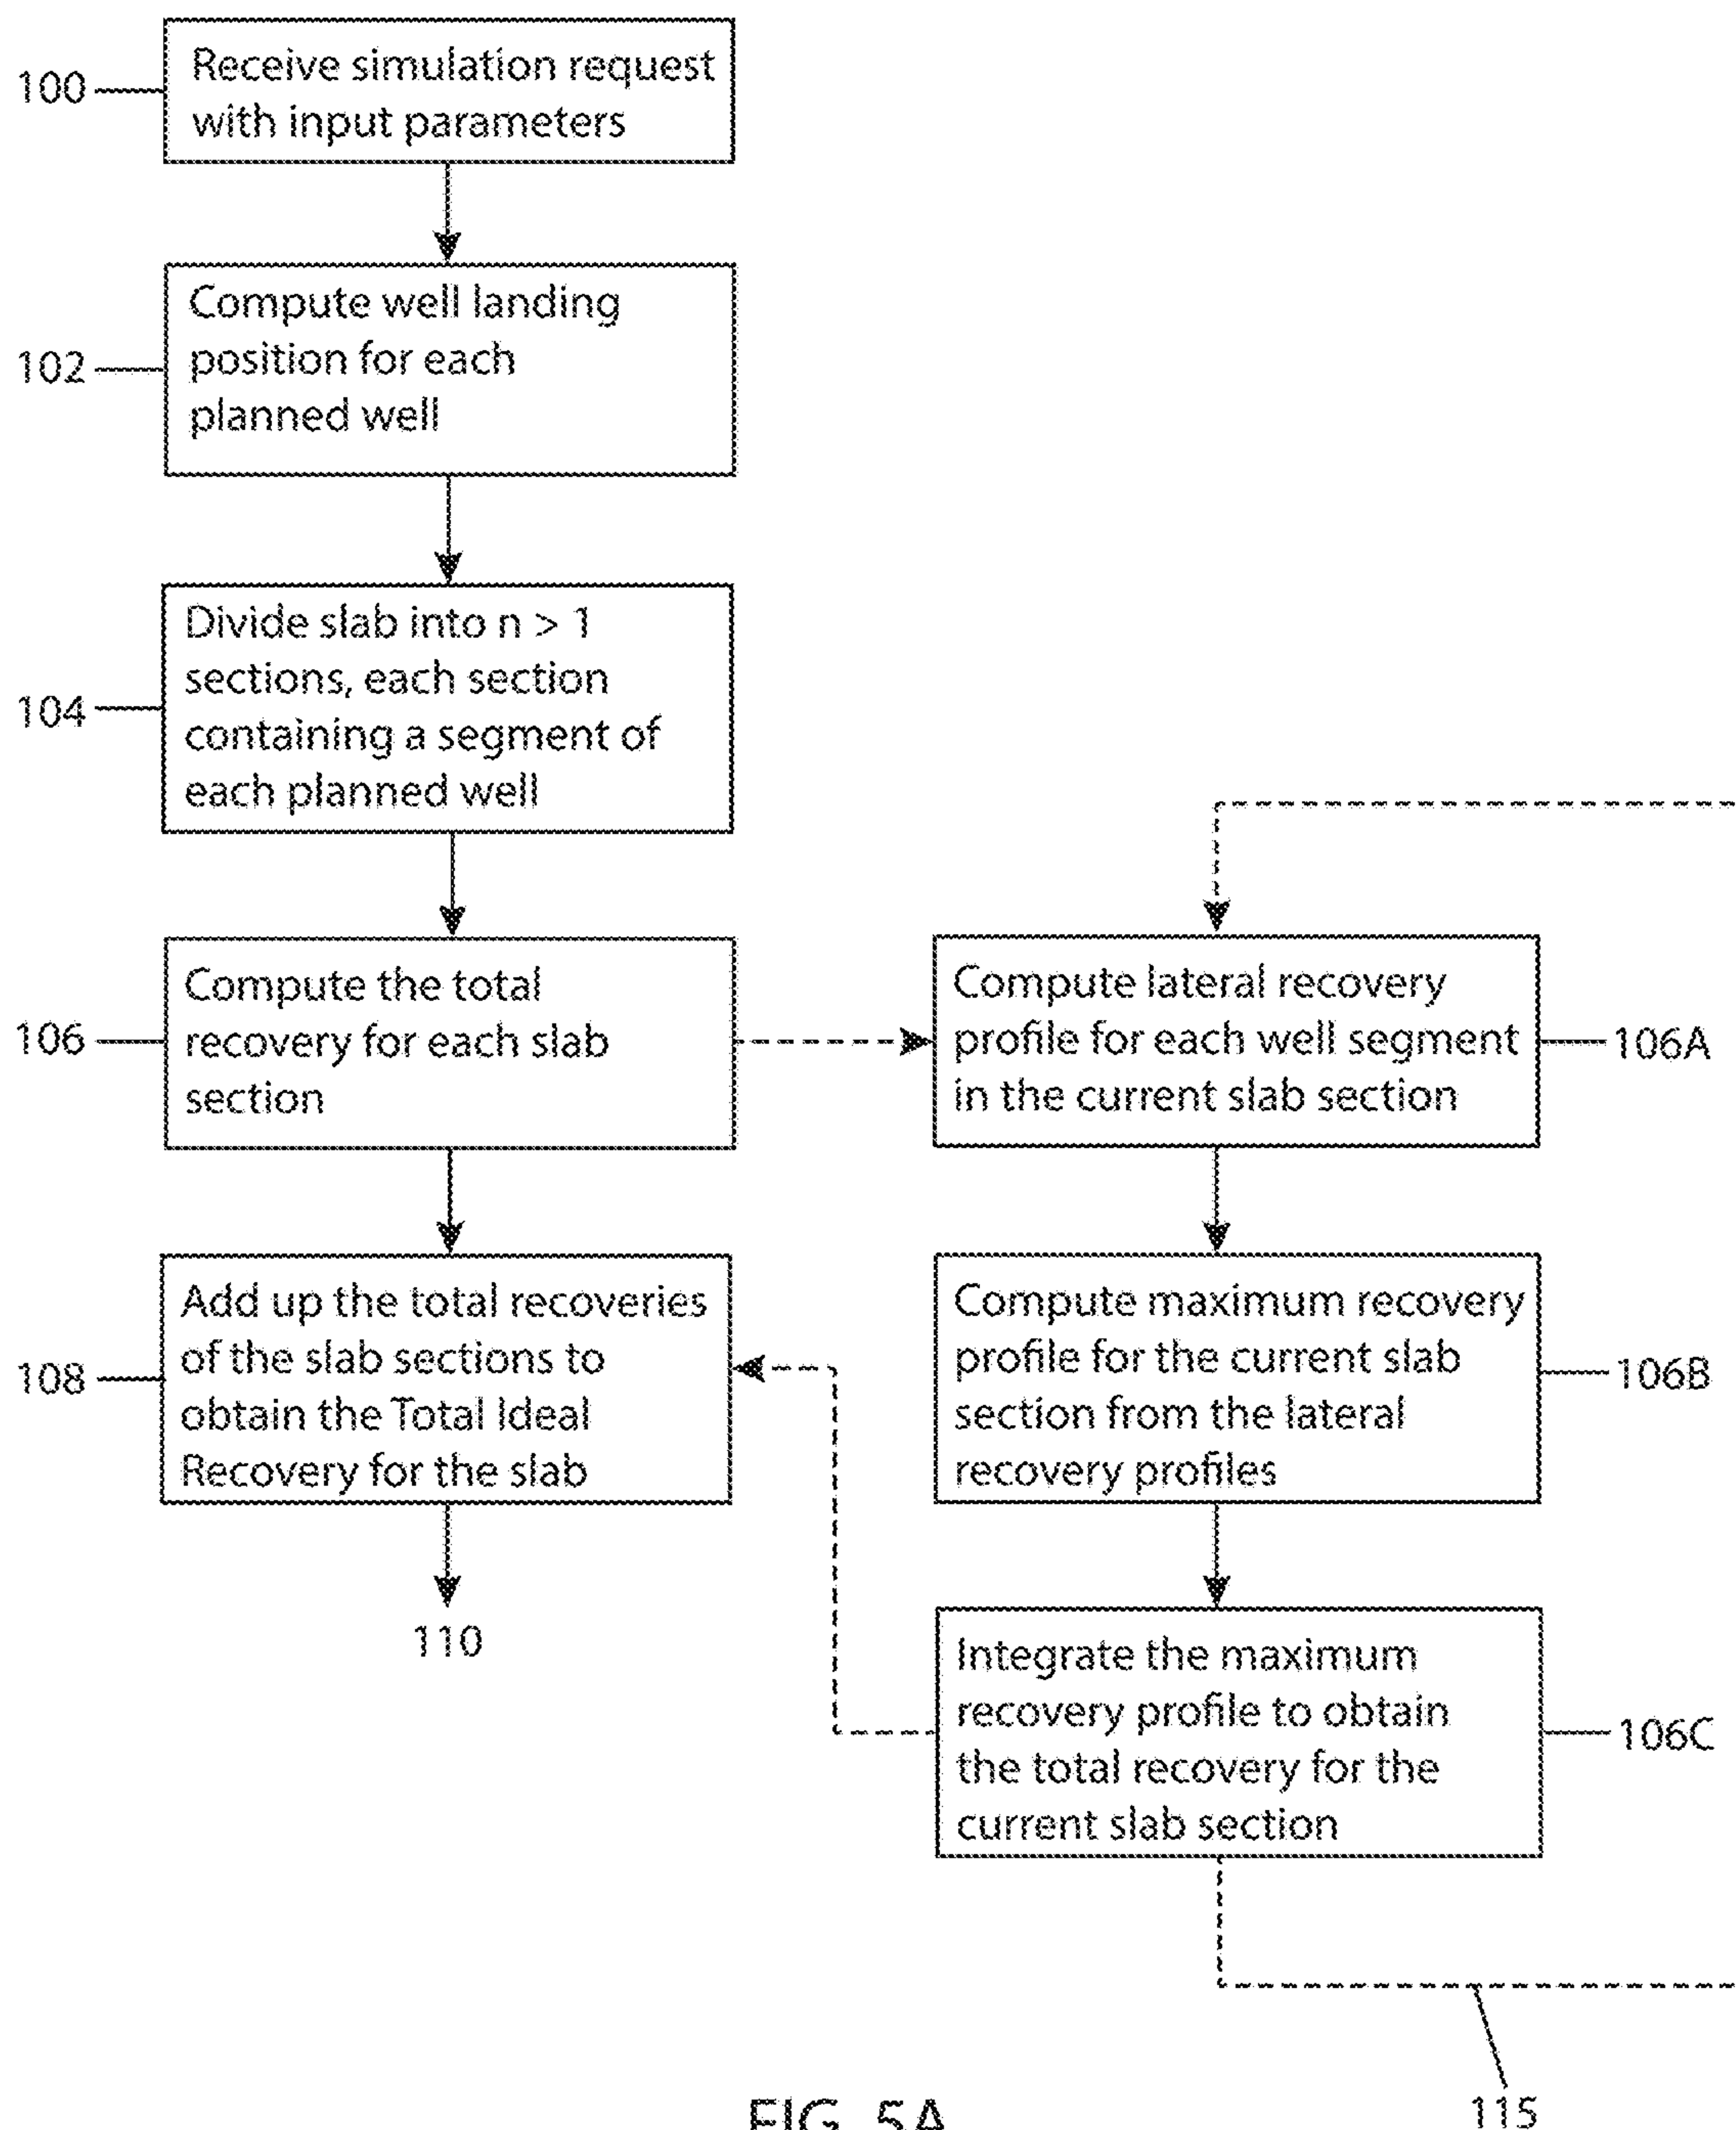 100
Receive simulation request
with input parameters
102
Compute well landing
position for each
planned well
104
Divide slab into n > 1
sections, each section
containing a segment of
each planned well
106
Compute the total
recovery for each slab
section
Compute lateral recovery
profile for each well segment
in the current slab section
106A
108
Add up the total recoveries
of the slab sections to
obtain the Total Ideal
Recovery for the slab
110
Compute maximum recovery
profile for the current slab
section from the lateral
recovery profiles
106B
Integrate the maximum
recovery profile to obtain
the total recovery for the
current slab section
106C
115
FIG. 5A